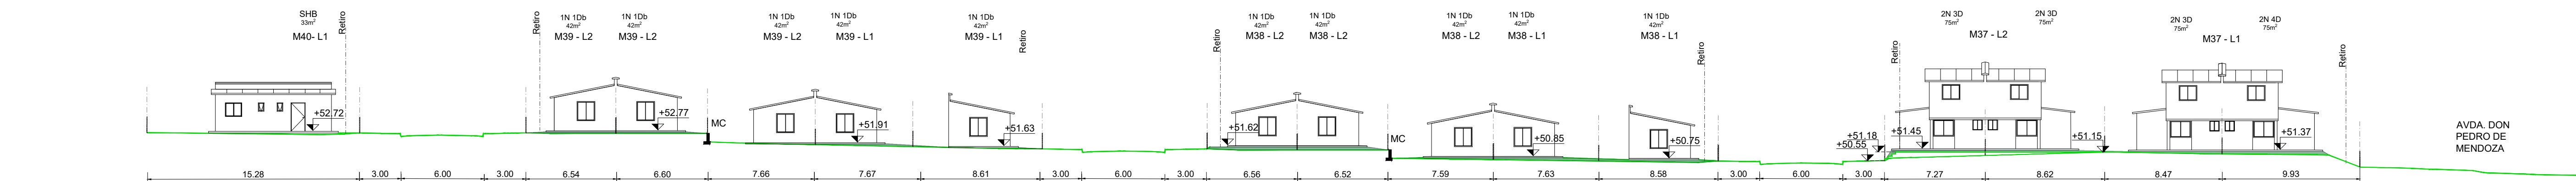 SHB
33m²
M40- L1
Retiro
Retiro
1N 1Db
42m²
M39 - L2
1N 1Db
42m²
M39 - L2
1N 1Db
42m²
M39 - L2
1N 1Db
42m²
M39 - L1
1N 1Db
42m²
M39 - L1
Retiro
Retiro
1N 1Db
42m²
M38 - L2
1N 1Db
42m²
M38 - L2
1N 1Db
42m²
M38 - L2
1N 1Db
42m²
M38 - L1
1N 1Db
42m²
M38 - L1
Retiro
Retiro
2N 3D
75m²
2N 3D
75m²
M37 - L2
2N 3D
75m²
2N 4D
75m²
M37 - L1
Retiro
+52.72
+52.77
MC
+51.91
+51.63
+51.62
MC
+50.85
+50.75
+51.18
+50.55
+51.45
+51.15
+51.37
AVDA. DON
PEDRO DE
MENDOZA
15.28
3.00
6.00
3.00
6.54
6.60
7.66
7.67
8.61
3.00
6.00
3.00
6.56
6.52
7.59
7.63
8.58
3.00
6.00
3.00
7.27
8.62
8.47
9.93